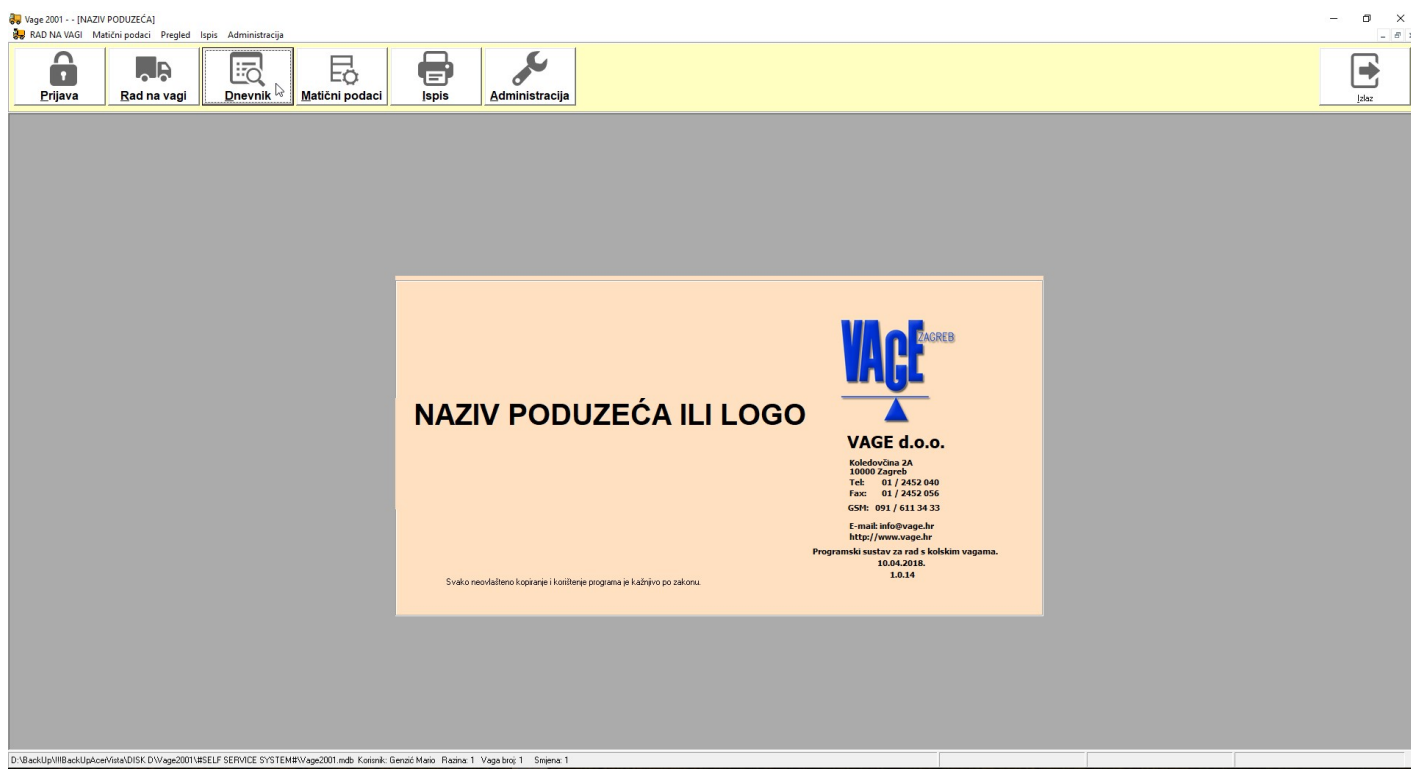 Vage 2001 - - [NAZIV PODUZEĆA]
RAD NA VAGI Matični podaci Pregled Ispis Administracija
Prijava Rad na vagi Dnevnik Matični podaci Ispis Administracija Izlaz
VAGE ZAGREB
NAZIV PODUZEĆA ILI LOGO
VAGE d.o.o.
Koledovčina 2A
10000 Zagreb
Tel: 01 / 2452 040
Fax: 01 / 2452 056
GSM: 091 / 611 34 33
E-mail: info@vage.hr
http://www.vage.hr
Programski sustav za rad s kolskim vagama.
10.04.2018.
1.0.14
Svako neovlašteno kopiranje i korištenje programa je kažnjivo po zakonu.
D:\BackUp\!!!BackUpAcerVista\DISK D\Vage2001\#SELF SERVICE SYSTEM#\Vage2001.mdb Korisnik: Genzić Mario Razina: 1 Vaga broj: 1 Smjena: 1